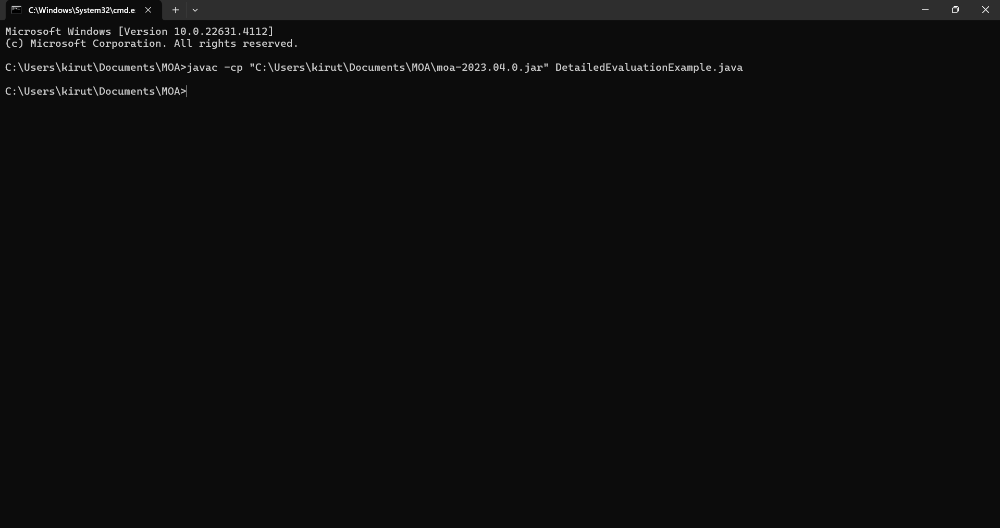 C:\Windows\System32\cmd.e
Microsoft Windows [Version 10.0.22631.4112]
(c) Microsoft Corporation. All rights reserved.
C:\Users\kirut\Documents\MOA>javac -cp "C:\Users\kirut\Documents\MOA\moa-2023.04.0.jar" DetailedEvaluationExample.java
C:\Users\kirut\Documents\MOA>